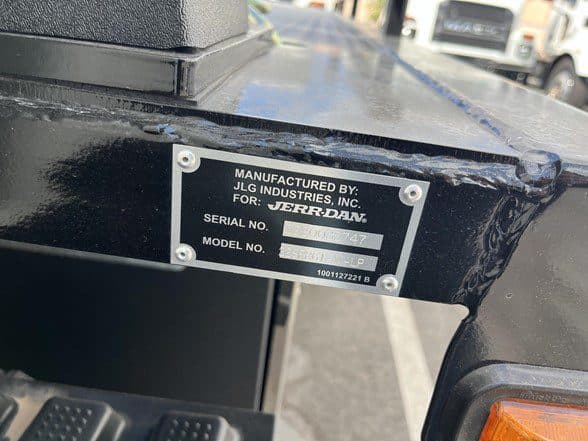 MANUFACTURED BY:
JLG INDUSTRIES, INC.
FOR: JERR-DAN®
SERIAL NO.
MODEL NO.
1001127221 B